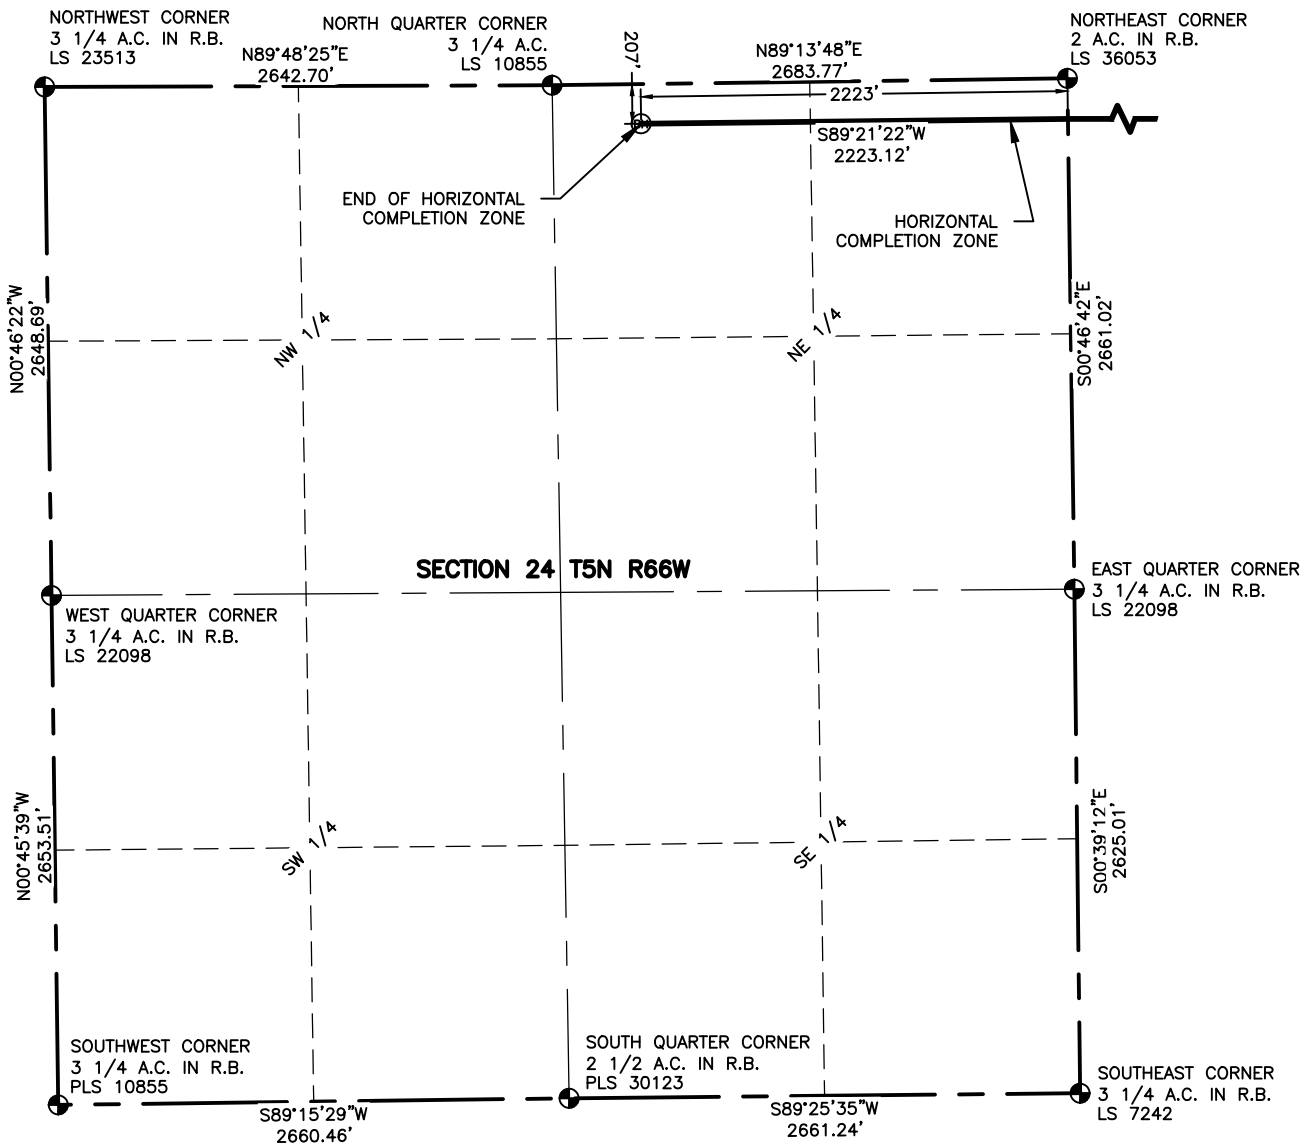 NORTHWEST CORNER
3 1/4 A.C. IN R.B.
LS 23513
N89°48'25"E
2642.70'
NORTH QUARTER CORNER
3 1/4 A.C.
LS 10855
207'
N89°13'48"E
2683.77'
2223'
NORTHEAST CORNER
2 A.C. IN R.B.
LS 36053
S89°21'22"W
2223.12'
END OF HORIZONTAL
COMPLETION ZONE
HORIZONTAL
COMPLETION ZONE
N00°46'22"W
2648.69'
NW 1/4
NE 1/4
S00°46'42"E
2661.02'
SECTION 24 T5N R66W
WEST QUARTER CORNER
3 1/4 A.C. IN R.B.
LS 22098
EAST QUARTER CORNER
3 1/4 A.C. IN R.B.
LS 22098
N00°45'39"W
2653.51'
SW 1/4
SE 1/4
S00°39'12"E
2625.01'
SOUTHWEST CORNER
3 1/4 A.C. IN R.B.
PLS 10855
S89°15'29"W
2660.46'
SOUTH QUARTER CORNER
2 1/2 A.C. IN R.B.
PLS 30123
S89°25'35"W
2661.24'
SOUTHEAST CORNER
3 1/4 A.C. IN R.B.
LS 7242